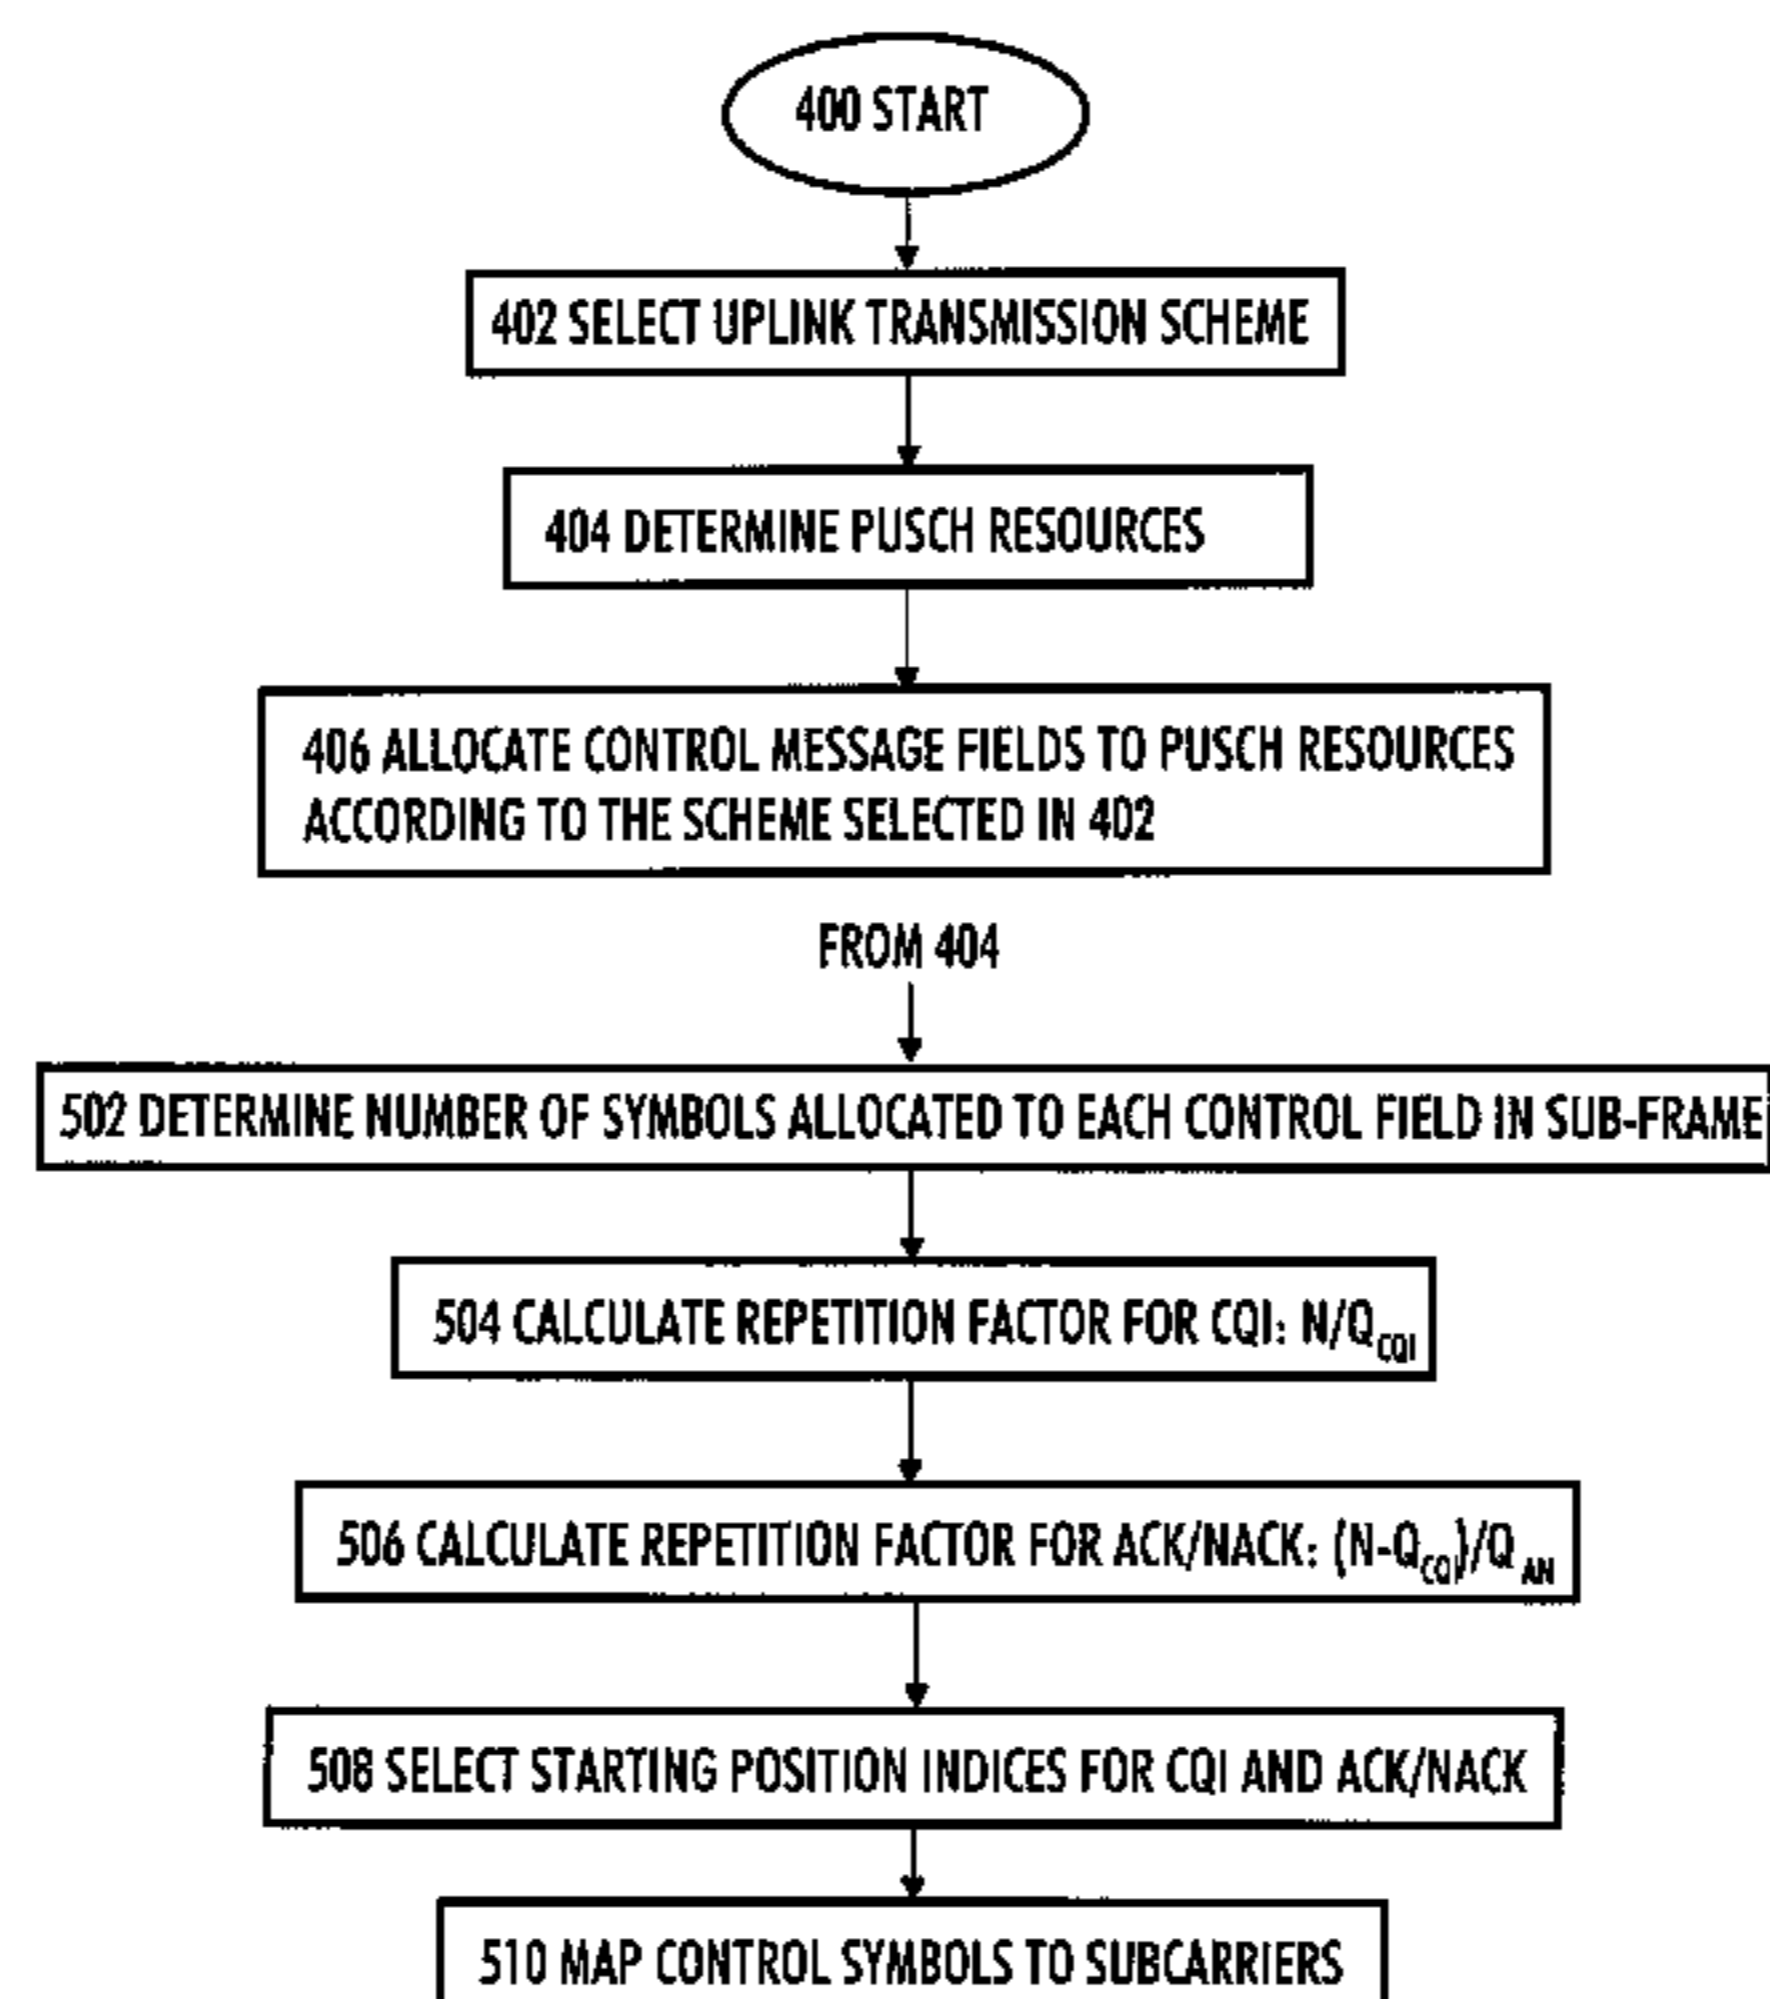 400 START
402 SELECT UPLINK TRANSMISSION SCHEME
404 DETERMINE PUSCH RESOURCES
406 ALLOCATE CONTROL MESSAGE FIELDS TO PUSCH RESOURCES
ACCORDING TO THE SCHEME SELECTED IN 402
FROM 404
502 DETERMINE NUMBER OF SYMBOLS ALLOCATED TO EACH CONTROL FIELD IN SUB-FRAME
504 CALCULATE REPETITION FACTOR FOR CQI: N/Q_CQI
506 CALCULATE REPETITION FACTOR FOR ACK/NACK: (N-Q_CQI)/Q_AN
508 SELECT STARTING POSITION INDICES FOR CQI AND ACK/NACK
510 MAP CONTROL SYMBOLS TO SUBCARRIERS